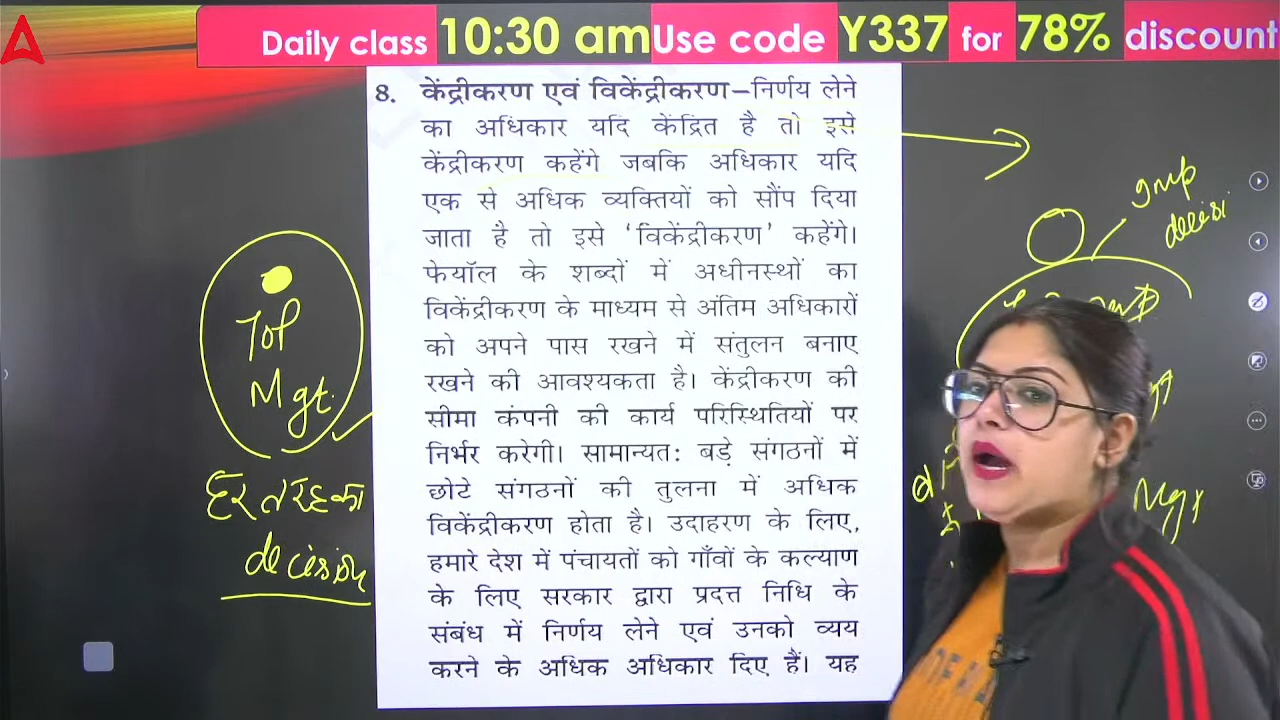 Daily class 10:30 am Use code Y337 for 78% discount
8. केंद्रीकरण एवं विकेंद्रीकरण–निर्णय लेने
का अधिकार यदि केंद्रित है तो इसे
केंद्रीकरण कहेंगे जबकि अधिकार यदि
एक से अधिक व्यक्तियों को सौंप दिया
जाता है तो इसे 'विकेंद्रीकरण' कहेंगे।
फेयॉल के शब्दों में अधीनस्थों का
विकेंद्रीकरण के माध्यम से अंतिम अधिकारों
को अपने पास रखने में संतुलन बनाए
रखने की आवश्यकता है। केंद्रीकरण की
सीमा कंपनी की कार्य परिस्थितियों पर
निर्भर करेगी। सामान्यत: बड़े संगठनों में
छोटे संगठनों की तुलना में अधिक
विकेंद्रीकरण होता है। उदाहरण के लिए,
हमारे देश में पंचायतों को गाँवों के कल्याण
के लिए सरकार द्वारा प्रदत्त निधि के
संबंध में निर्णय लेने एवं उनको व्यय
करने के अधिक अधिकार दिए हैं। यह
Top
Mgt.
हर तरह का
decision
Mgt